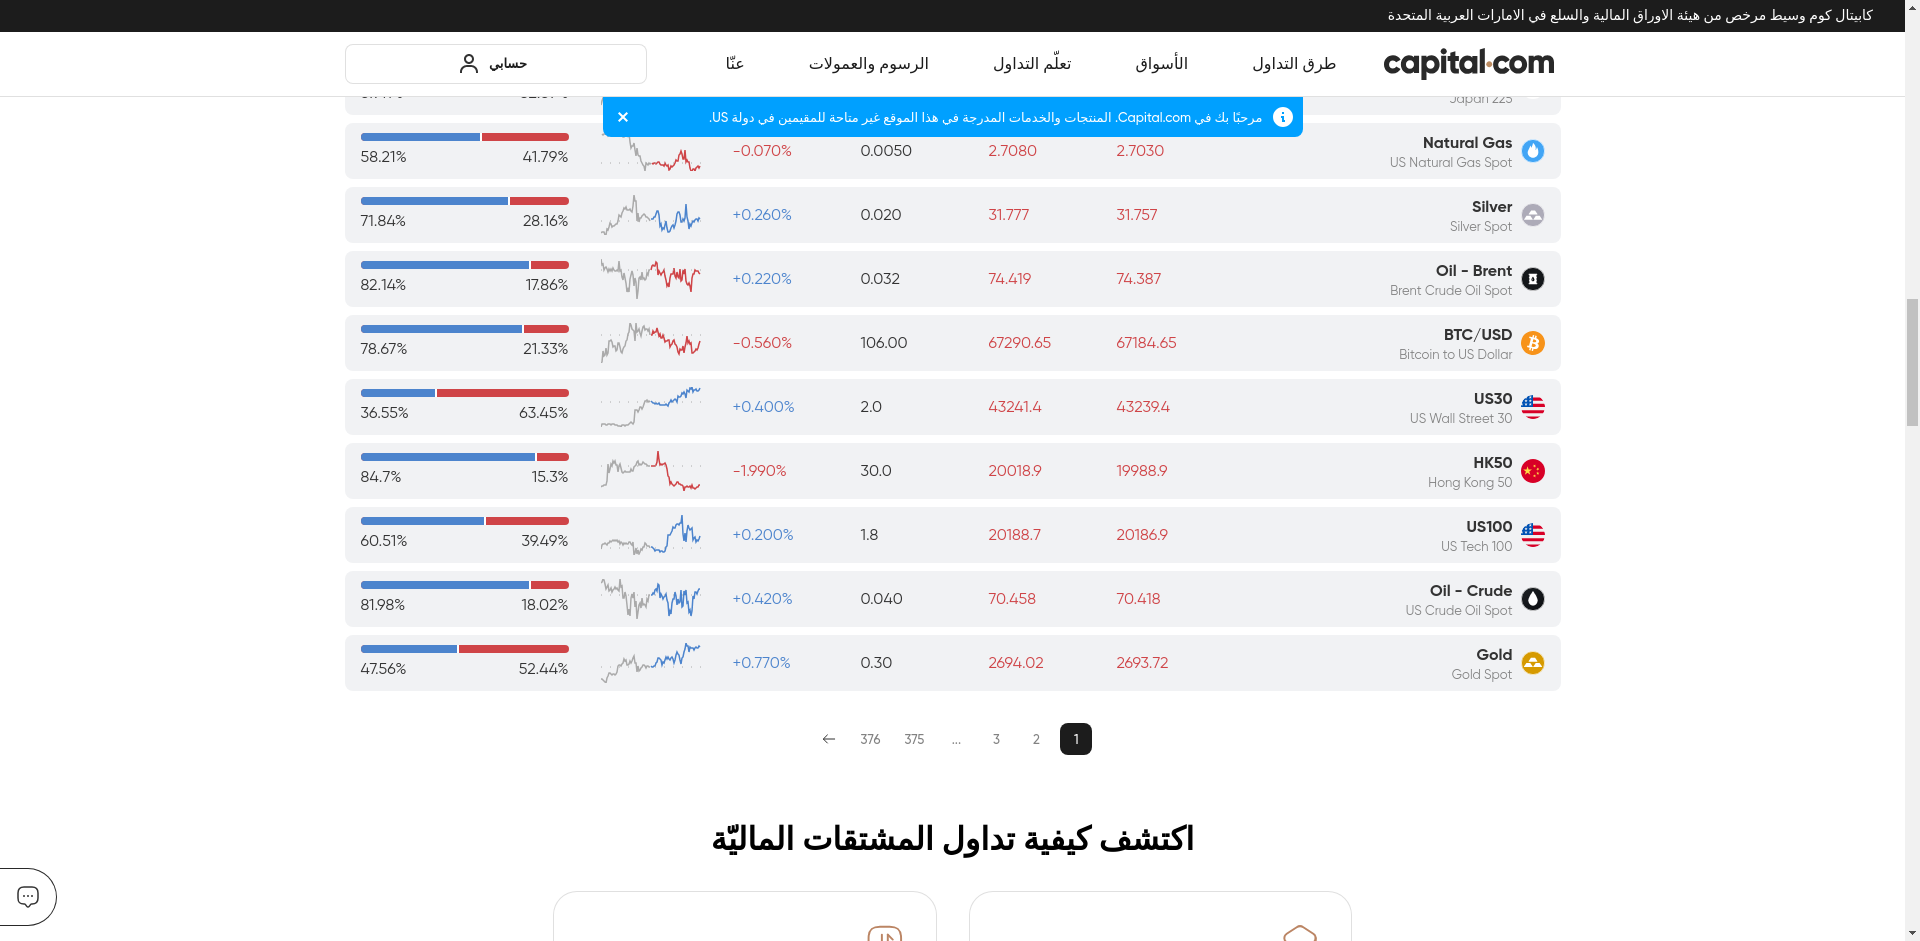 كابيتال كوم وسيط مرخص من هيئة الاوراق المالية والسلع في الامارات العربية المتحدة
capital.com
طرق التداول
الأسواق
تعلّم التداول
الرسوم والعمولات
عنّا
حسابي
مرحبًا بك في Capital.com. المنتجات والخدمات المدرجة في هذا الموقع غير متاحة للمقيمين في دولة US.
Japan 225
Natural Gas
US Natural Gas Spot
2.7030
2.7080
0.0050
-0.070%
41.79%
58.21%
Silver
Silver Spot
31.757
31.777
0.020
+0.260%
28.16%
71.84%
Oil - Brent
Brent Crude Oil Spot
74.387
74.419
0.032
+0.220%
17.86%
82.14%
BTC/USD
Bitcoin to US Dollar
67184.65
67290.65
106.00
-0.560%
21.33%
78.67%
US30
US Wall Street 30
43239.4
43241.4
2.0
+0.400%
63.45%
36.55%
HK50
Hong Kong 50
19988.9
20018.9
30.0
-1.990%
15.3%
84.7%
US100
US Tech 100
20186.9
20188.7
1.8
+0.200%
39.49%
60.51%
Oil - Crude
US Crude Oil Spot
70.418
70.458
0.040
+0.420%
18.02%
81.98%
Gold
Gold Spot
2693.72
2694.02
0.30
+0.770%
52.44%
47.56%
1
2
3
...
375
376
اكتشف كيفية تداول المشتقات الماليّة